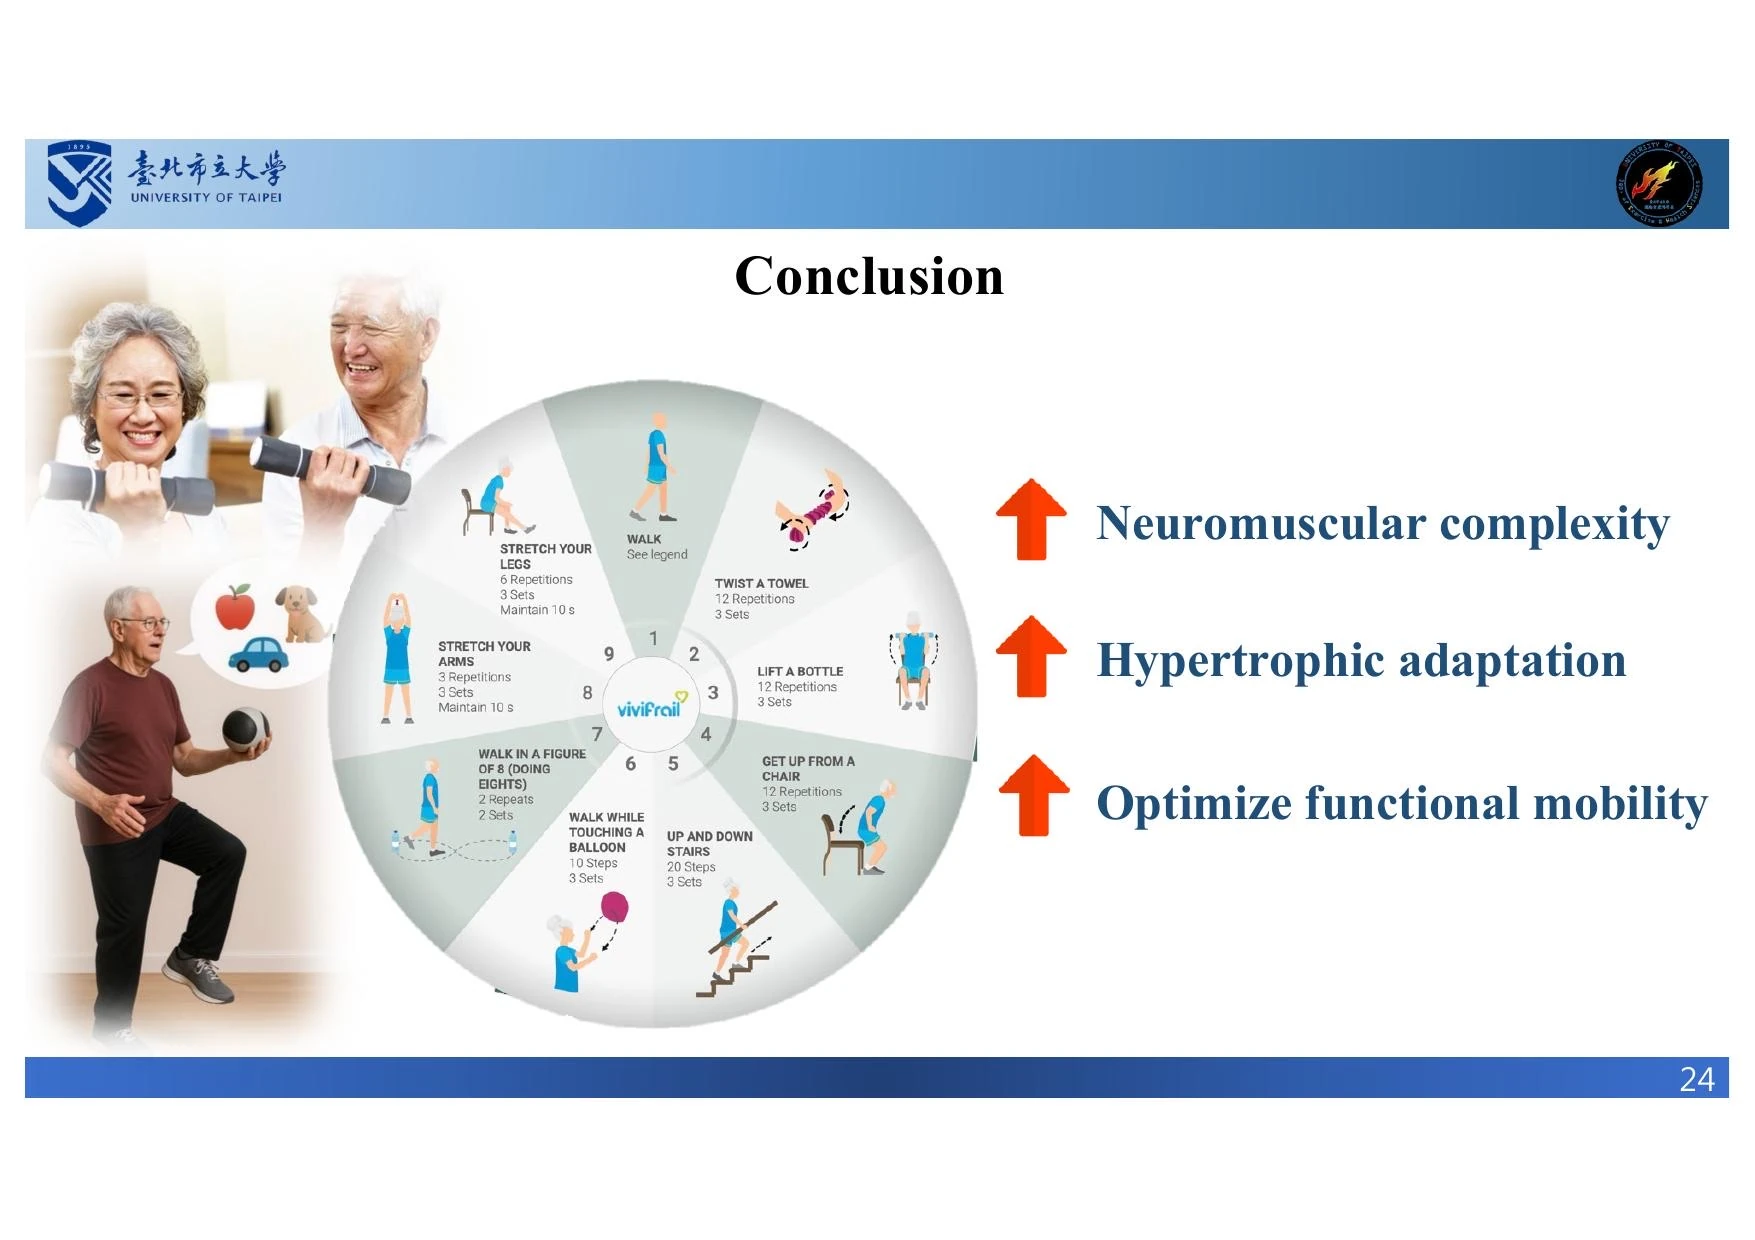 1895
臺北市立大學
UNIVERSITY OF TAIPEI
UNIVERSITY OF TAIPEI
Conclusion
WALK
See legend
1
TWIST A TOWEL
12 Repetitions
3 Sets
2
LIFT A BOTTLE
12 Repetitions
3 Sets
3
GET UP FROM A
CHAIR
12 Repetitions
3 Sets
4
UP AND DOWN
STAIRS
20 Steps
3 Sets
5
WALK WHILE
TOUCHING A
BALLOON
10 Steps
3 Sets
6
WALK IN A FIGURE
OF 8 (DOING
EIGHTS)
2 Repeats
2 Sets
7
STRETCH YOUR
ARMS
3 Repetitions
3 Sets
Maintain 10 s
8
STRETCH YOUR
LEGS
6 Repetitions
3 Sets
Maintain 10 s
9
vivifrail
Neuromuscular complexity
Hypertrophic adaptation
Optimize functional mobility
24